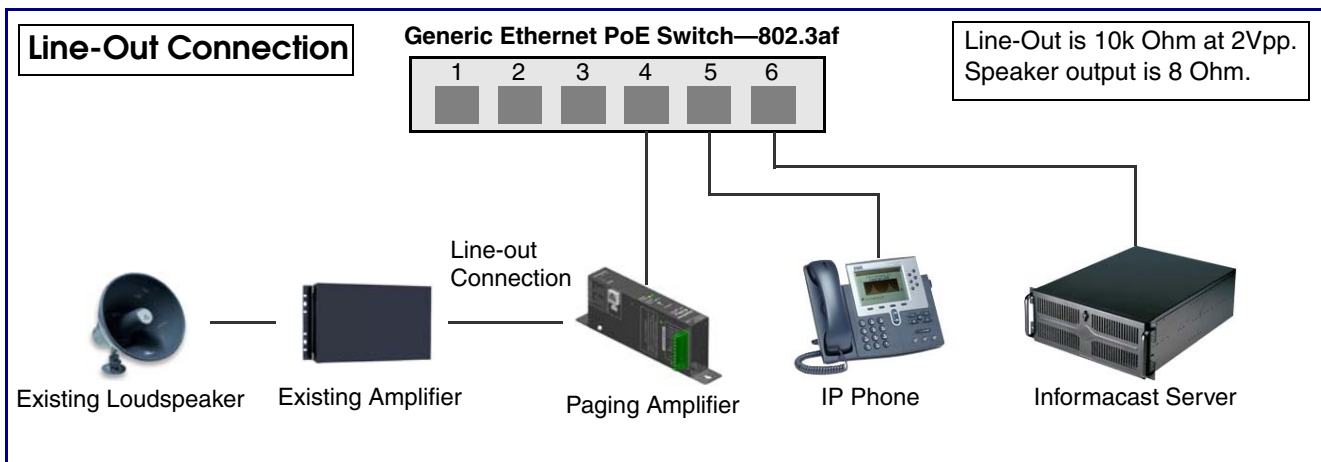 Line-Out Connection
Generic Ethernet PoE Switch—802.3af
1 2 3 4 5 6
Line-Out is 10k Ohm at 2Vpp.
Speaker output is 8 Ohm.
Line-out
Connection
Existing Loudspeaker
Existing Amplifier
Paging Amplifier
IP Phone
Informacast Server